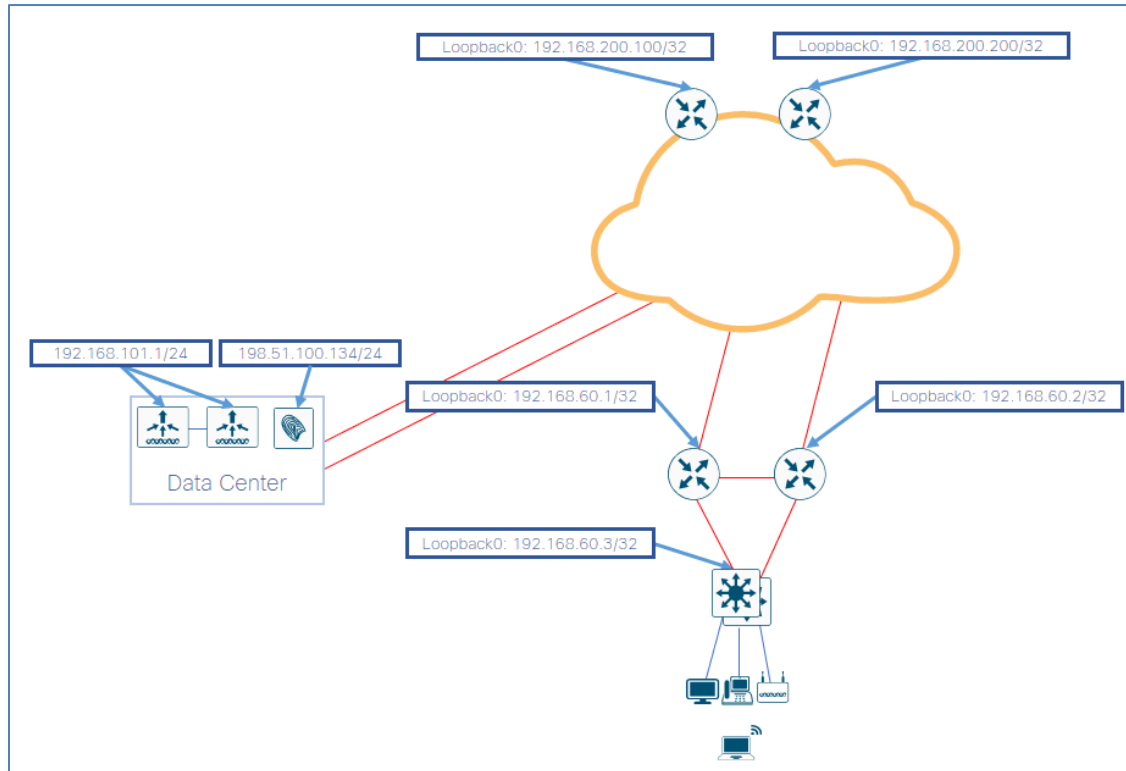 Loopback0: 192.168.200.100/32
Loopback0: 192.168.200.200/32
192.168.101.1/24
198.51.100.134/24
Loopback0: 192.168.60.1/32
Loopback0: 192.168.60.2/32
Data Center
Loopback0: 192.168.60.3/32